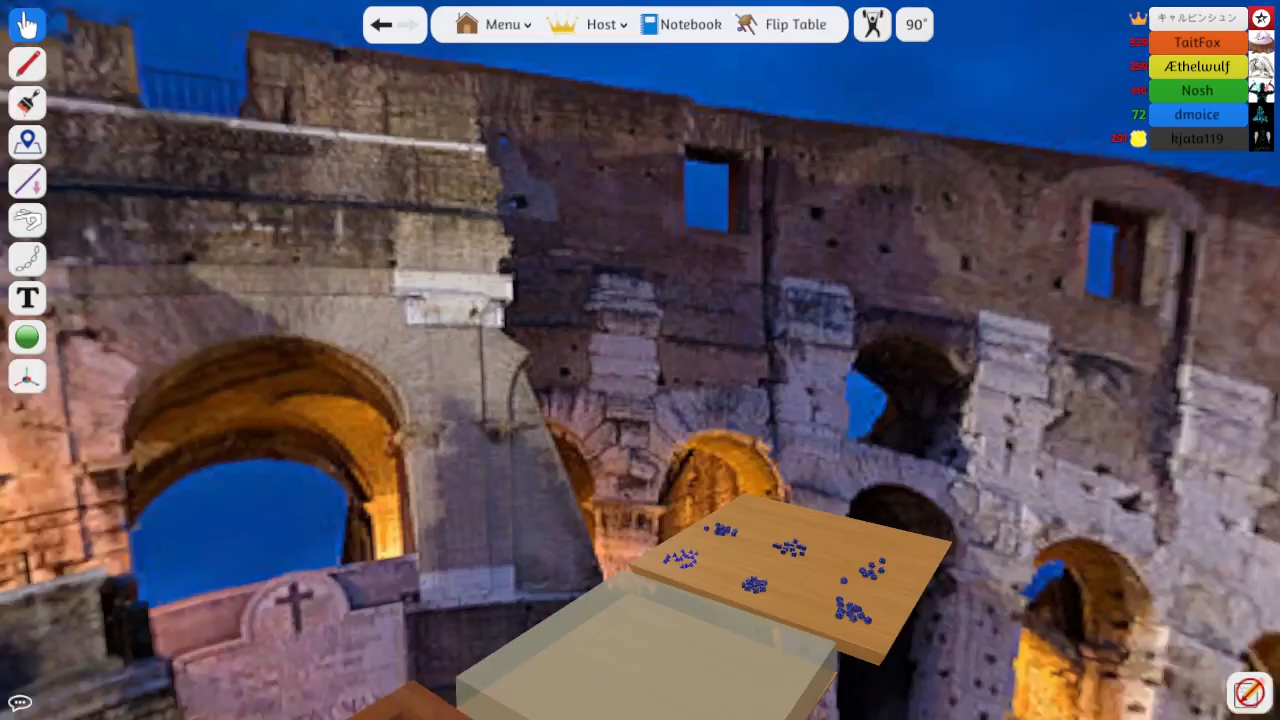 Menu
Host
Notebook
Flip Table
90°
キャルビンシュン
TaitFox
259 Æthelwulf
Nosh
72 dmoice
kjata119
T